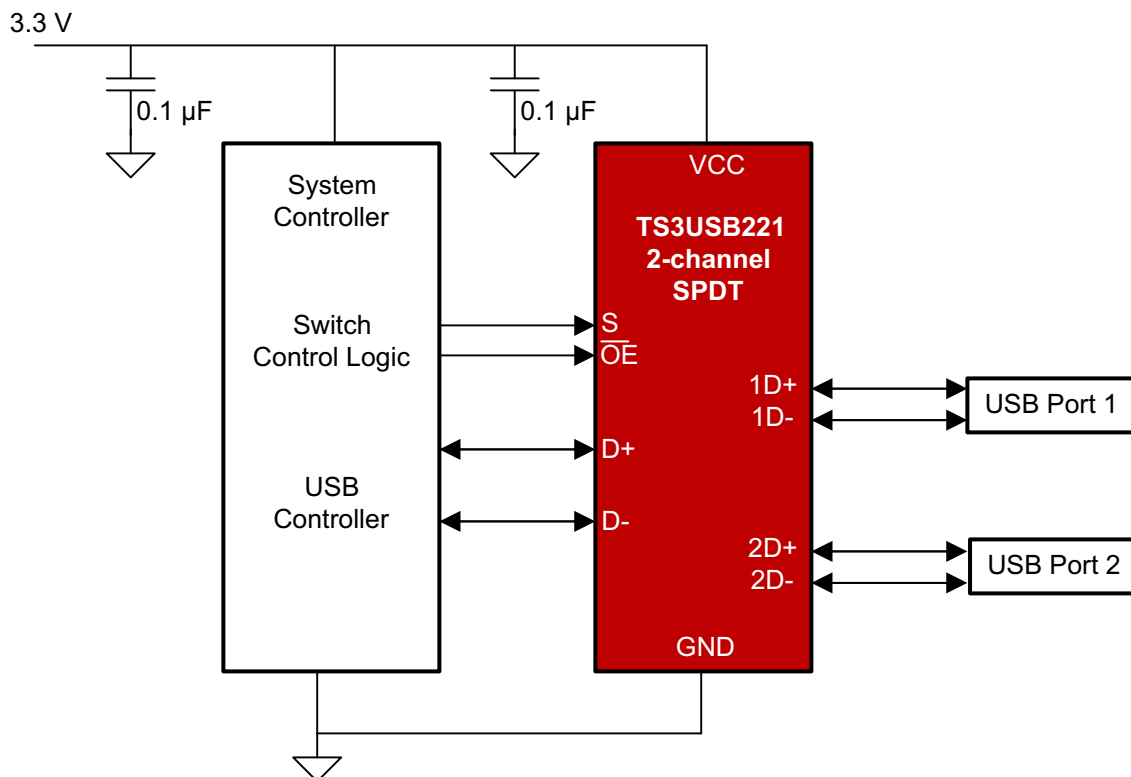 3.3 V
0.1 µF
0.1 µF
System
Controller
Switch
Control Logic
USB
Controller
VCC
TS3USB221
2-channel
SPDT
S
OE
D+
D-
1D+
1D-
2D+
2D-
GND
USB Port 1
USB Port 2